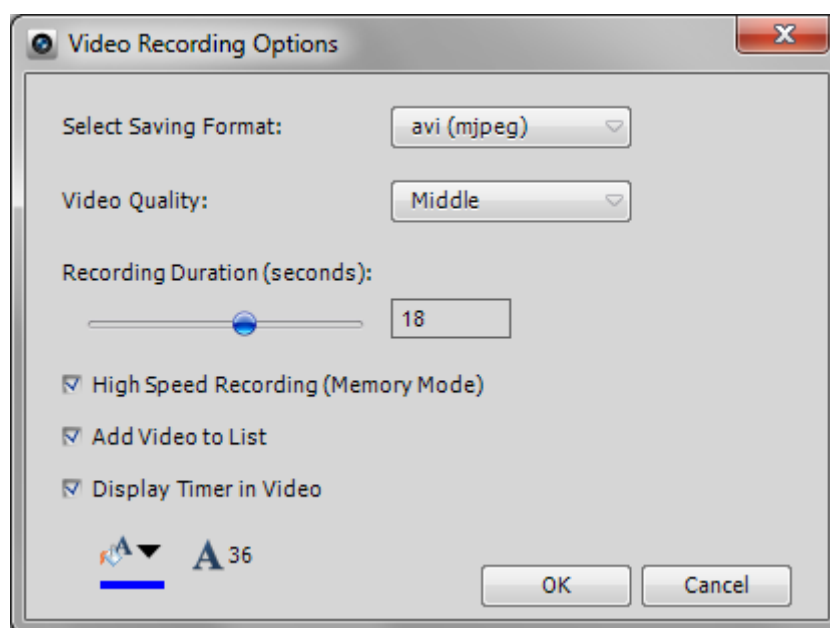 Video Recording Options
Select Saving Format: avi (mjpeg)
Video Quality: Middle
Recording Duration (seconds):
18
High Speed Recording (Memory Mode)
Add Video to List
Display Timer in Video
A A 36
OK Cancel